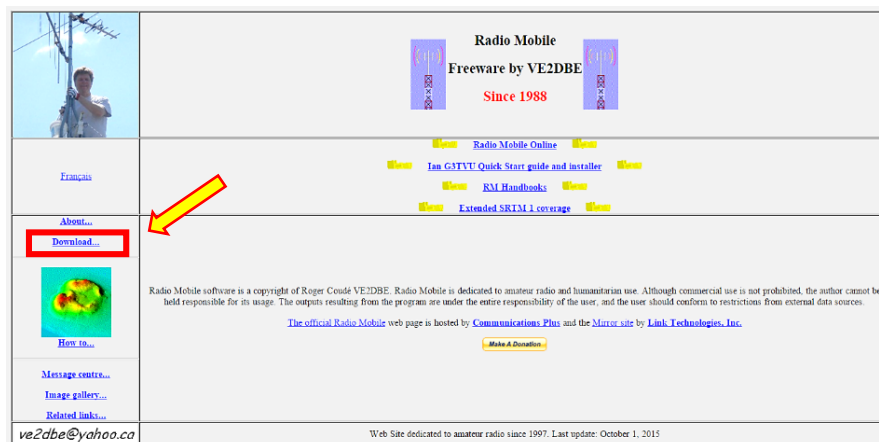 Radio Mobile
Freeware by VE2DBE
Since 1988
Français
Radio Mobile Online
Ian G3TVU Quick Start guide and installer
RM Handbooks
Extended SRTM 1 coverage
About...
Download...
How to...
Message centre...
Image gallery...
Related links...
Radio Mobile software is a copyright of Roger Coudé VE2DBE. Radio Mobile is dedicated to amateur radio and humanitarian use. Although commercial use is not prohibited, the author cannot be
held responsible for its usage. The outputs resulting from the program are under the entire responsibility of the user, and the user should conform to restrictions from external data sources.
The official Radio Mobile web page is hosted by Communications Plus and the Mirror site by Link Technologies, Inc.
Make A Donation
ve2dbe@yahoo.ca
Web Site dedicated to amateur radio since 1997. Last update: October 1, 2015